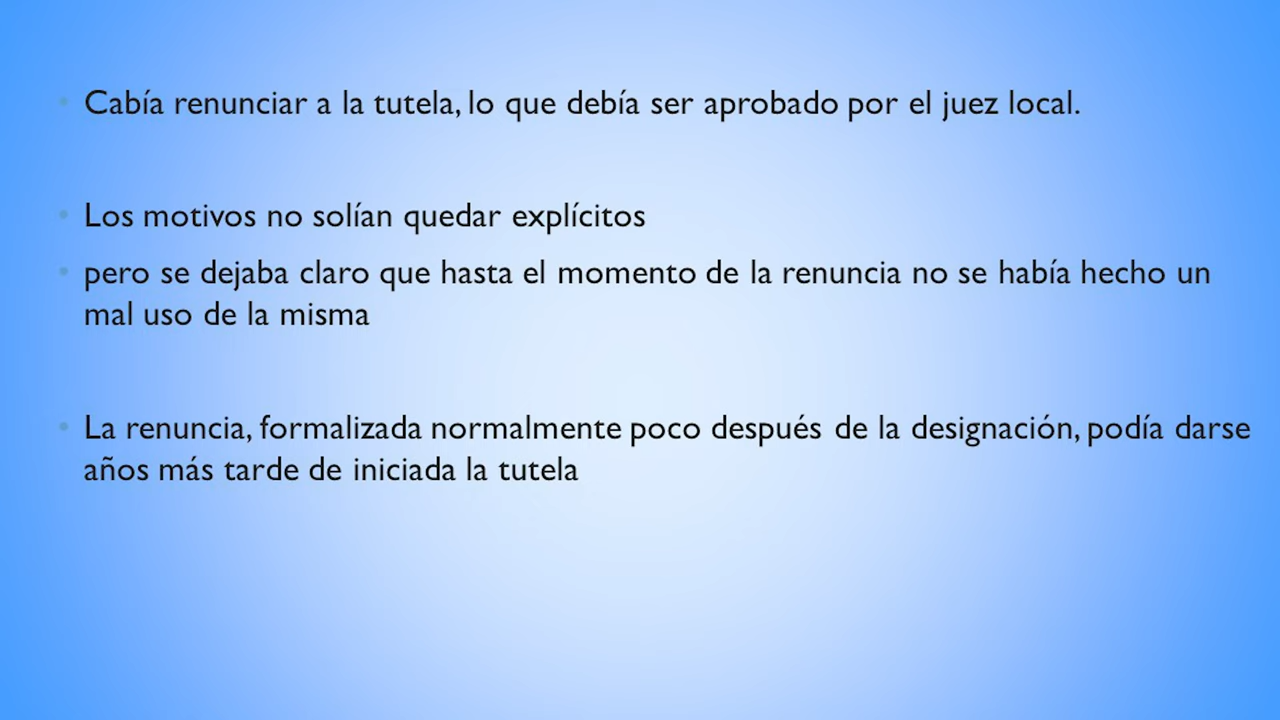 • Cabía renunciar a la tutela, lo que debía ser aprobado por el juez local.
• Los motivos no solían quedar explícitos
• pero se dejaba claro que hasta el momento de la renuncia no se había hecho un
mal uso de la misma
• La renuncia, formalizada normalmente poco después de la designación, podía darse
años más tarde de iniciada la tutela